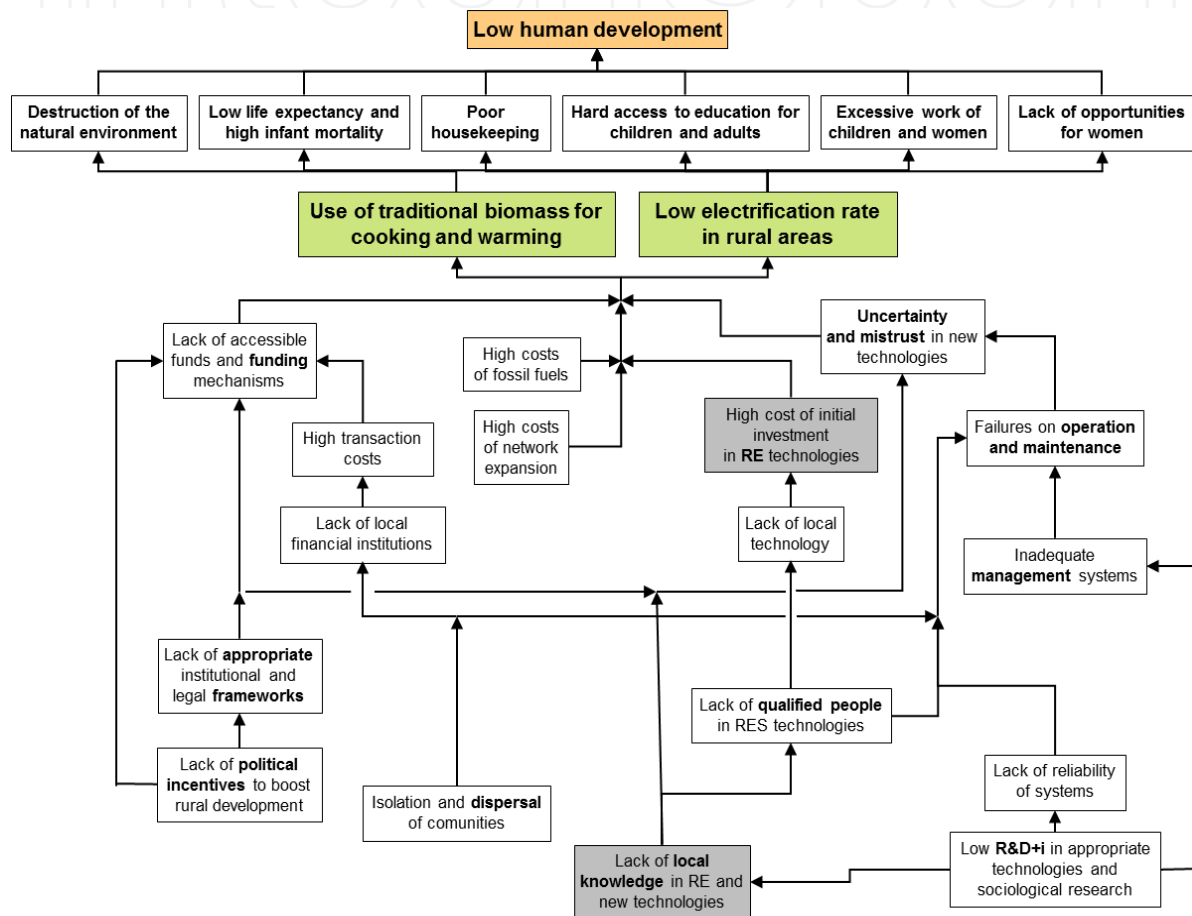 Low human development
Destruction of the
natural environment
Low life expectancy and
high infant mortality
Poor
housekeeping
Hard access to education for
children and adults
Excessive work of
children and women
Lack of opportunities
for women
Use of traditional biomass for
cooking and warming
Low electrification rate
in rural areas
Lack of accessible
funds and funding
mechanisms
High costs
of fossil fuels
Uncertainty
and mistrust in new
technologies
High transaction
costs
High costs
of network
expansion
High cost of initial
investment
in RE technologies
Failures on operation
and maintenance
Lack of local
financial institutions
Lack of local
technology
Inadequate
management systems
Lack of appropriate
institutional and
legal frameworks
Lack of qualified people
in RES technologies
Lack of political
incentives to boost
rural development
Isolation and dispersal
of comunities
Lack of reliability
of systems
Lack of local
knowledge in RE and
new technologies
Low R&D+i in appropriate
technologies and
sociological research